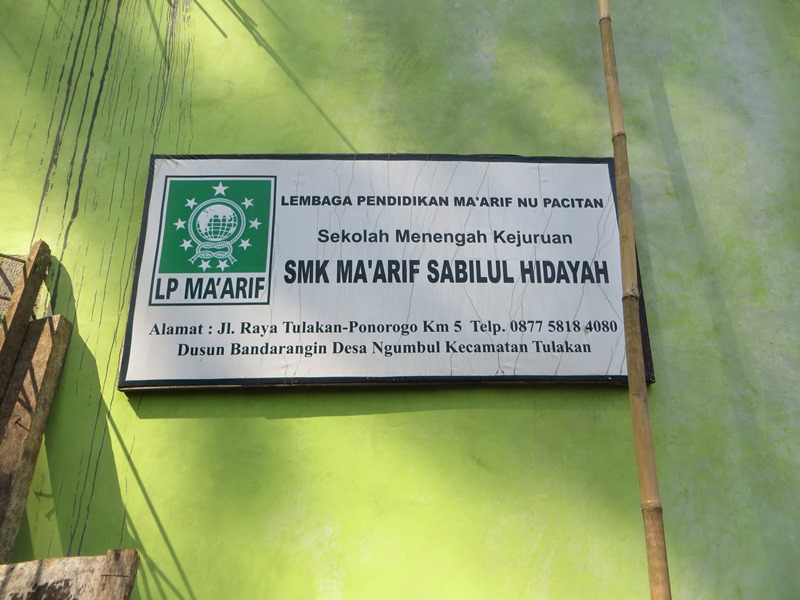 LEMBAGA PENDIDIKAN MA'ARIF NU PACITAN
Sekolah Menengah Kejuruan
SMK MA'ARIF SABILUL HIDAYAH
LP MA'ARIF
Alamat : Jl. Raya Tulakan-Ponorogo Km 5 Telp. 0877 5818 4080
Dusun Bandarangin Desa Ngumbul Kecamatan Tulakan